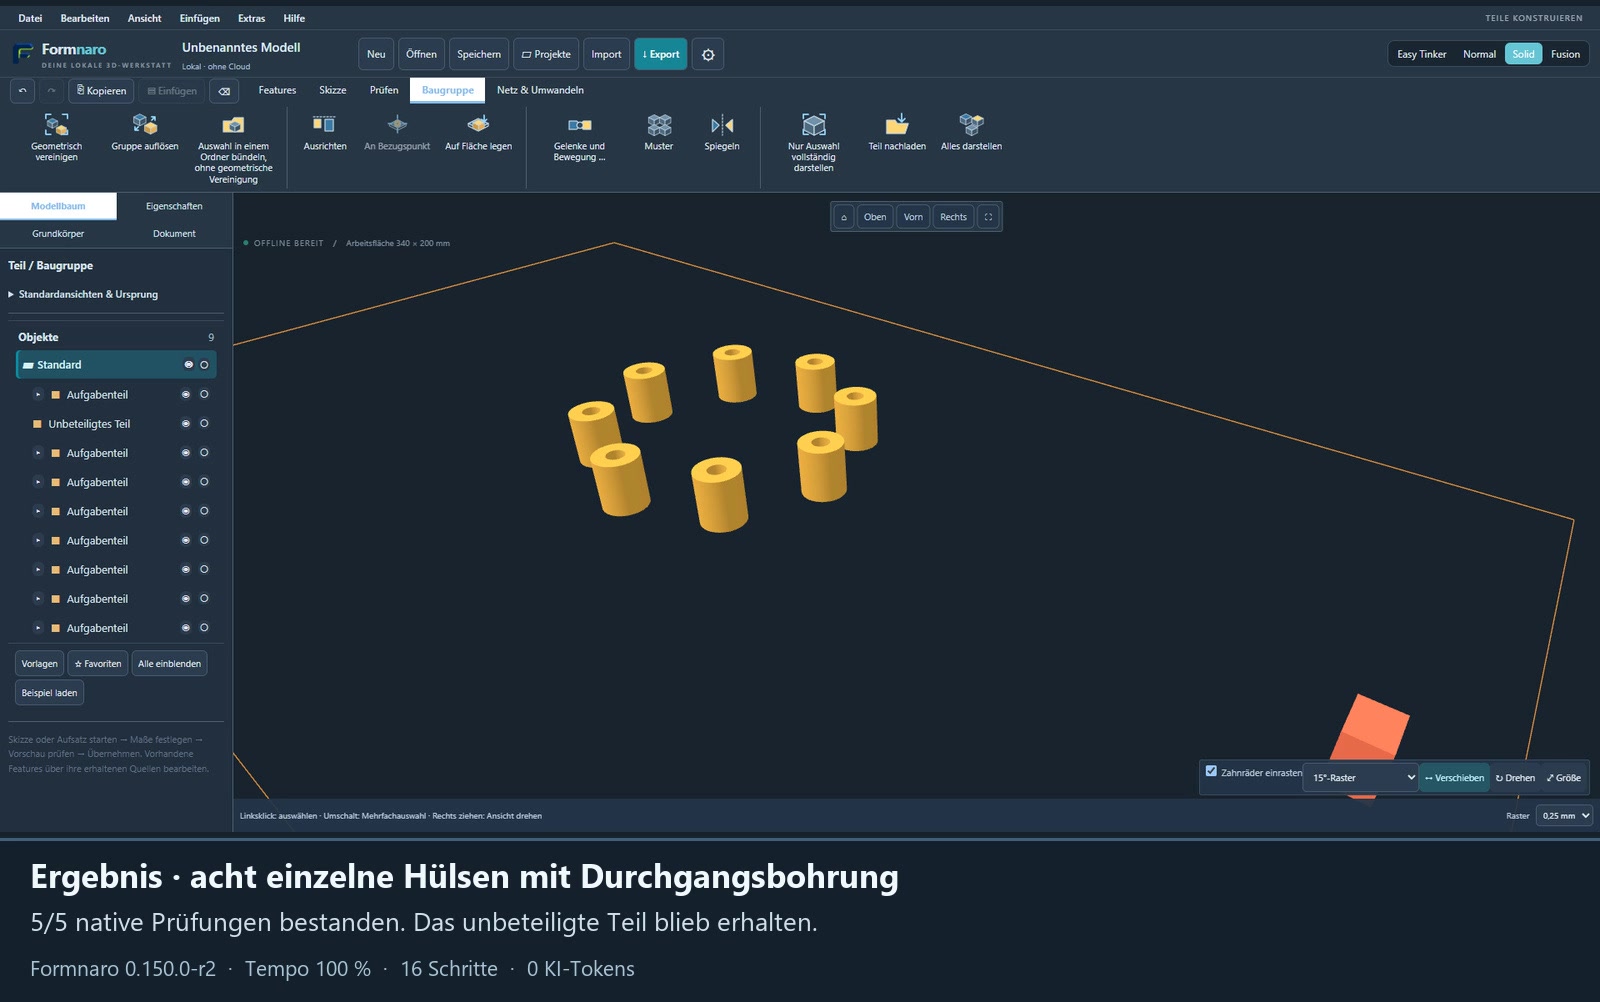 Datei Bearbeiten Ansicht Einfügen Extras Hilfe
TEILE KONSTRUIEREN
Formnaro
DEINE LOKALE 3D-WERKSTATT
Unbenanntes Modell
Lokal · ohne Cloud
Neu Öffnen Speichern Projekte Import ↓ Export
Easy Tinker Normal Solid Fusion
Kopieren Einfügen
Features Skizze Prüfen Baugruppe Netz & Umwandeln
Geometrisch
vereinigen
Gruppe auflösen
Auswahl in einem
Ordner bündeln,
ohne geometrische
Vereinigung
Ausrichten
An Bezugspunkt
Auf Fläche legen
Gelenke und
Bewegung ...
Muster
Spiegeln
Nur Auswahl
vollständig
darstellen
Teil nachladen
Alles darstellen
Modellbaum Eigenschaften
Grundkörper Dokument
Teil / Baugruppe
▸ Standardansichten & Ursprung
Objekte 9
Standard
Aufgabenteil
Unbeteiligtes Teil
Aufgabenteil
Aufgabenteil
Aufgabenteil
Aufgabenteil
Aufgabenteil
Aufgabenteil
Aufgabenteil
Vorlagen ☆ Favoriten Alle einblenden
Beispiel laden
Skizze oder Aufsatz starten → Maße festlegen →
Vorschau prüfen → Übernehmen. Vorhandene
Features über ihre erhaltenen Quellen bearbeiten.
Oben Vorn Rechts
OFFLINE BEREIT / Arbeitsfläche 340 × 200 mm
Zahnräder einrasten 15°-Raster ↔ Verschieben ↻ Drehen ⤢ Größe
Linksklick: auswählen · Umschalt: Mehrfachauswahl · Rechts ziehen: Ansicht drehen
Raster 0,25 mm
Ergebnis · acht einzelne Hülsen mit Durchgangsbohrung
5/5 native Prüfungen bestanden. Das unbeteiligte Teil blieb erhalten.
Formnaro 0.150.0-r2 · Tempo 100 % · 16 Schritte · 0 KI-Tokens